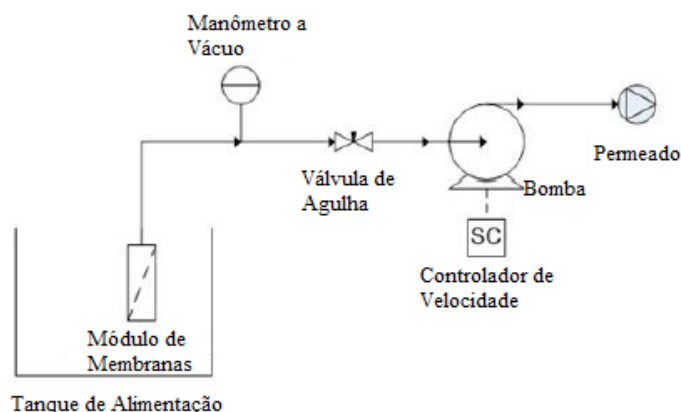 Manômetro a
Vácuo
Permeado
Válvula de
Agulha
Bomba
SC
Controlador de
Velocidade
Módulo de
Membranas
Tanque de Alimentação